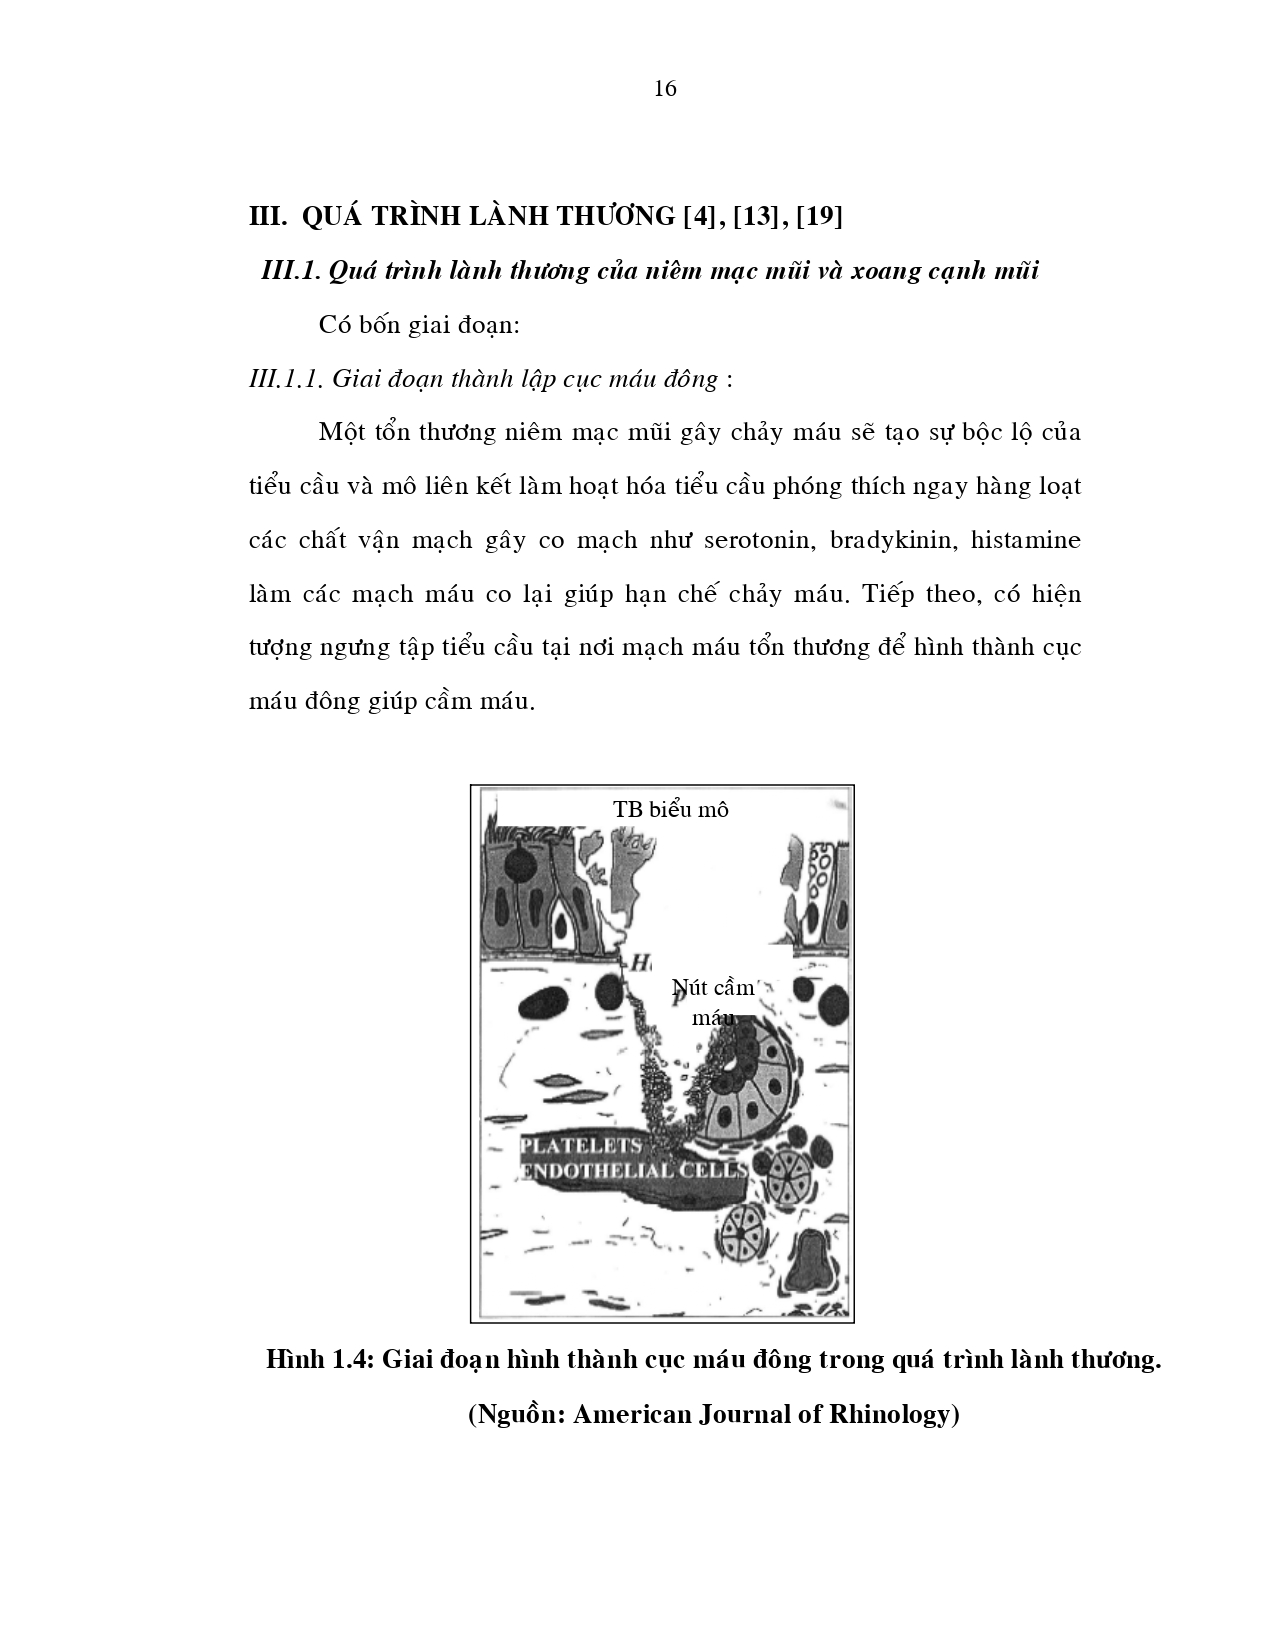 16
III. QUÁ TRÌNH LÀNH THƯƠNG [4], [13], [19]
III.1. Quá trình lành thương của niêm mạc mũi và xoang cạnh mũi
Có bốn giai đoạn:
III.1.1. Giai đoạn thành lập cục máu đông :
Một tổn thương niêm mạc mũi gây chảy máu sẽ tạo sự bộc lộ của
tiểu cầu và mô liên kết làm hoạt hóa tiểu cầu phóng thích ngay hàng loạt
các chất vận mạch gây co mạch như serotonin, bradykinin, histamine
làm các mạch máu co lại giúp hạn chế chảy máu. Tiếp theo, có hiện
tượng ngưng tập tiểu cầu tại nơi mạch máu tổn thương để hình thành cục
máu đông giúp cầm máu.
TB biểu mô
Nút cầm
máu
PLATELETS
ENDOTHELIAL CELLS
Hình 1.4: Giai đoạn hình thành cục máu đông trong quá trình lành thương.
(Nguồn: American Journal of Rhinology)